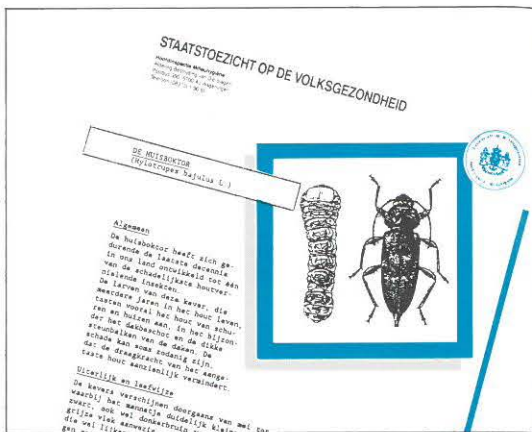 STAATSTOEZICHT OP DE VOLKSGEZONDHEID
DE HUISBOKTOR
(Hylotrupes bajulus L.)
Algemeen
De huisboktor heeft zich ge-
durende de laatste decennia
in ons land ontwikkeld tot één
van de schadelijkste houtver-
nielende insekten.
De larven van deze kever, die
meerdere jaren in het hout leven,
tasten vooral het hout van schu-
ren en huizen aan, in het bijzon-
der het dakbeschot en de dikke
steunbalken van de daken. De
schade kan soms zodanig zijn,
dat de draagkracht van het aange-
taste hout aanzienlijk vermindert.
Uiterlijk en leefwijze
De kevers verschijnen doorgaans van mei tot
waarbij het mannetje duidelijk klein
zwart, ook wel donkerbruin
grijze vlek aanwezig